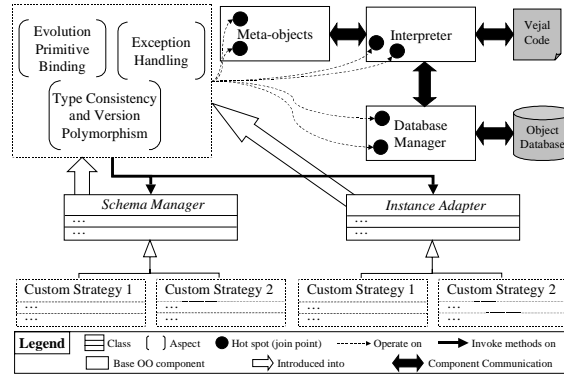 Evolution
Primitive
Binding
Exception
Handling
Type Consistency
and Version
Polymorphism
Meta-objects
Interpreter
Vejal
Code
Database
Manager
Object
Database
Schema Manager
...
...
Instance Adapter
...
...
Custom Strategy 1
...
...
Custom Strategy 2
...
...
Custom Strategy 1
...
...
Custom Strategy 2
...
...
Legend
Class
Aspect
Hot spot (join point)
Operate on
Invoke methods on
Base OO component
Introduced into
Component Communication